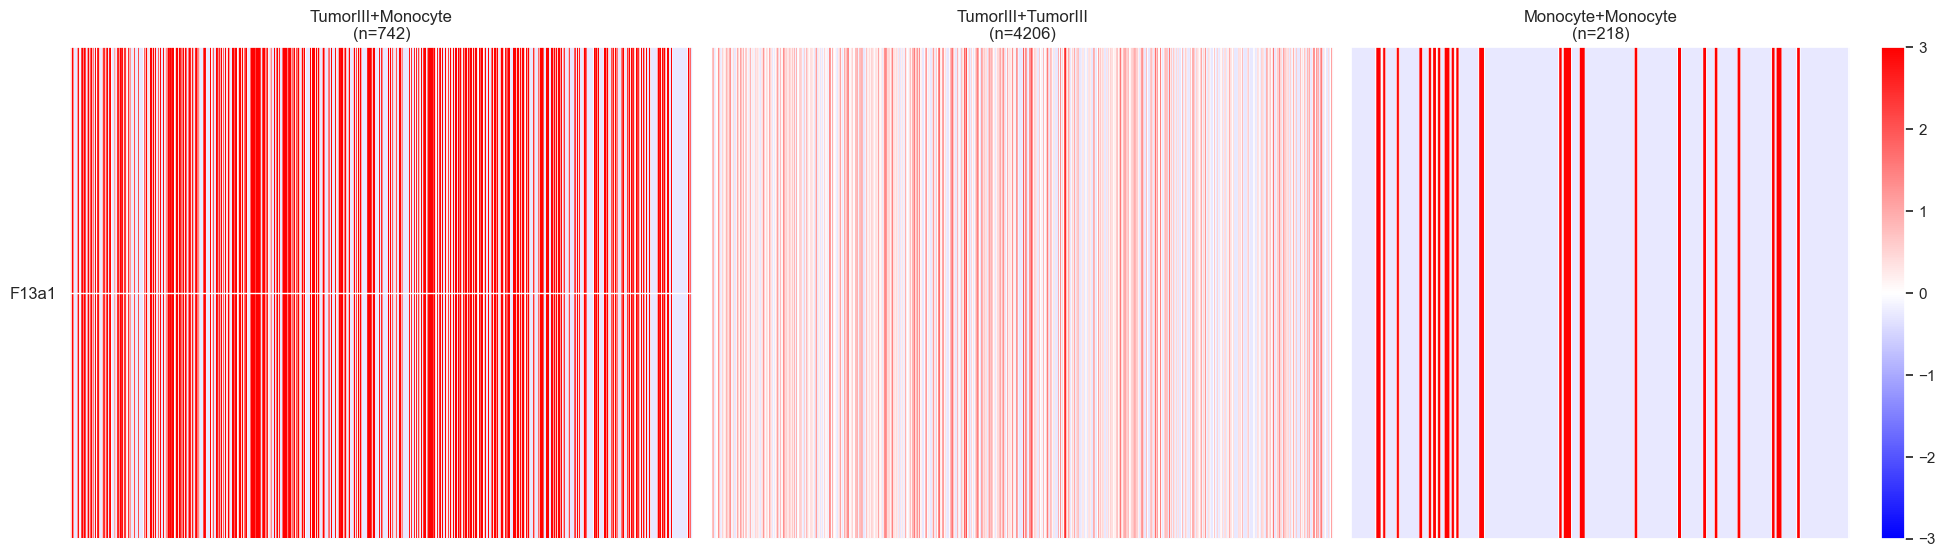 TumorIII+Monocyte
(n=742)
TumorIII+TumorIII
(n=4206)
Monocyte+Monocyte
(n=218)
F13a1
3
2
1
0
−1
−2
−3